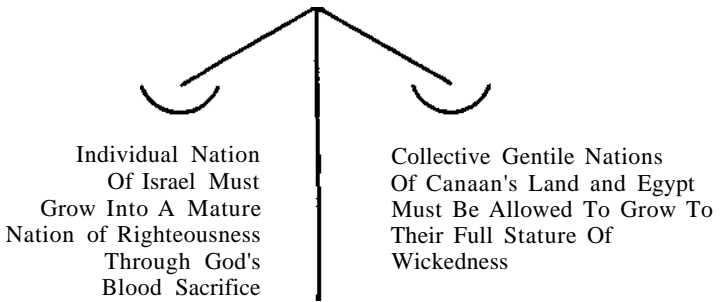 Individual Nation
Of Israel Must
Grow Into A Mature
Nation of Righteousness
Through God's
Blood Sacrifice
Collective Gentile Nations
Of Canaan's Land and Egypt
Must Be Allowed To Grow To
Their Full Stature Of
Wickedness